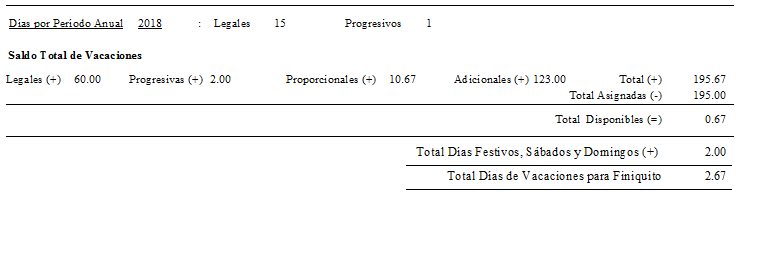 Dias por Periodo Anual 2018 : Legales 15 Progresivos 1
Saldo Total de Vacaciones
Legales (+) 60.00 Progresivas (+) 2.00 Proporcionales (+) 10.67 Adicionales (+) 123.00 Total (+) 195.67
Total Asignadas (-) 195.00
Total Disponibles (=) 0.67
Total Dias Festivos, Sábados y Domingos (+) 2.00
Total Dias de Vacaciones para Finiquito 2.67